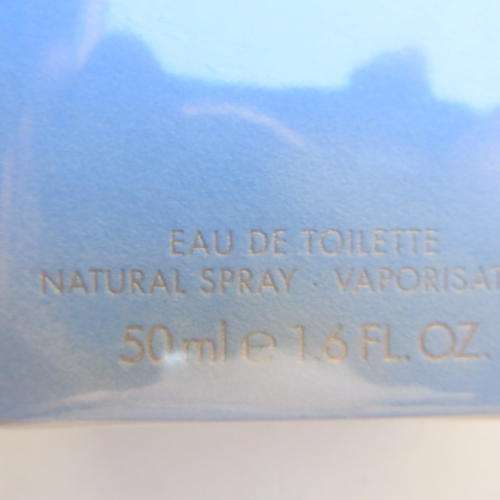 EAU DE TOILETTE
NATURAL SPRAY · VAPORISAT
50 ml e 1.6 FL. OZ.